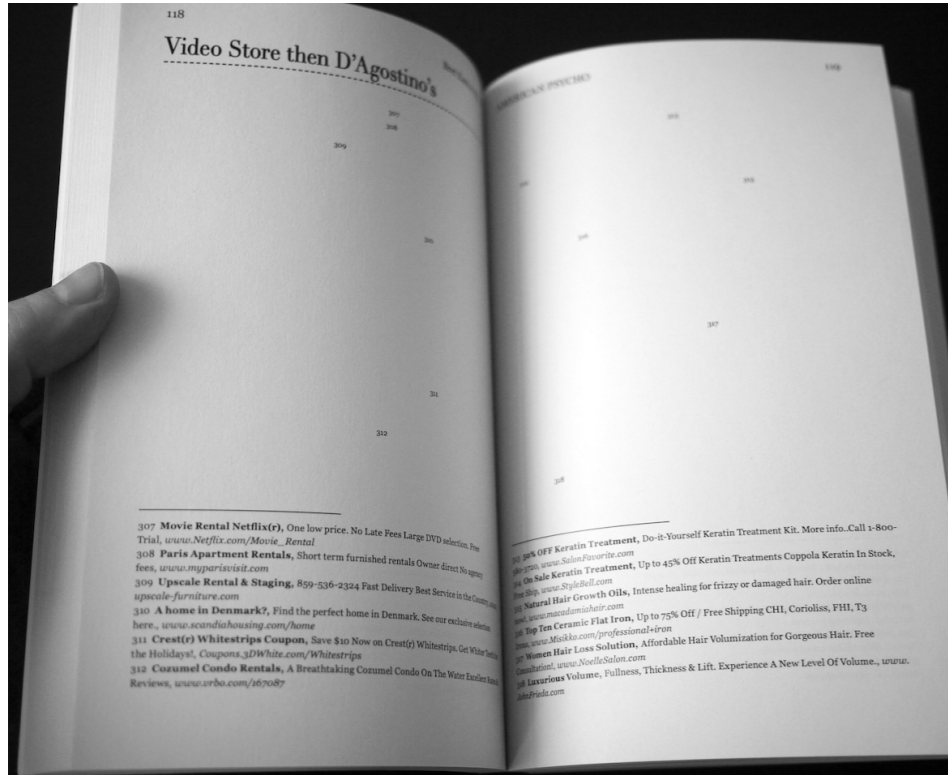 118
Video Store then D'Agostino's
307
308
309
310
311
312
307 Movie Rental Netflix(r), One low price. No Late Fees Large DVD selection. Free
Trial, www.Netflix.com/Movie_Rental
308 Paris Apartment Rentals, Short term furnished rentals Owner direct No agency
fees, www.myparisvisit.com
309 Upscale Rental & Staging, 859-536-2324 Fast Delivery Best Service in the Country,
upscale-furniture.com
310 A home in Denmark?, Find the perfect home in Denmark. See our exclusive selection
here., www.scandiahousing.com/home
311 Crest(r) Whitestrips Coupon, Save $10 Now on Crest(r) Whitestrips. Get Whiter
the Holidays!, Coupons.3DWhite.com/Whitestrips
312 Cozumel Condo Rentals, A Breathtaking Cozumel Condo On The Water Excellent
Reviews, www.vrbo.com/167087
AMERICAN PSYCHO
119
317
318
50% OFF Keratin Treatment, Do-it-Yourself Keratin Treatment Kit. More info..Call 1-800-
www.SalonFavorite.com
On Sale Keratin Treatment, Up to 45% Off Keratin Treatments Coppola Keratin In Stock,
Free Ship, www.StyleBell.com
Natural Hair Growth Oils, Intense healing for frizzy or damaged hair. Order online
now!, www.macadamiahair.com
Top Ten Ceramic Flat Iron, Up to 75% Off / Free Shipping CHI, Corioliss, FHI, T3
Irons, www.Misikko.com/professional+iron
317 Women Hair Loss Solution, Affordable Hair Volumization for Gorgeous Hair. Free
Consultation!, www.NoelleSalon.com
318 Luxurious Volume, Fullness, Thickness & Lift. Experience A New Level Of Volume., www.
JohnFrieda.com